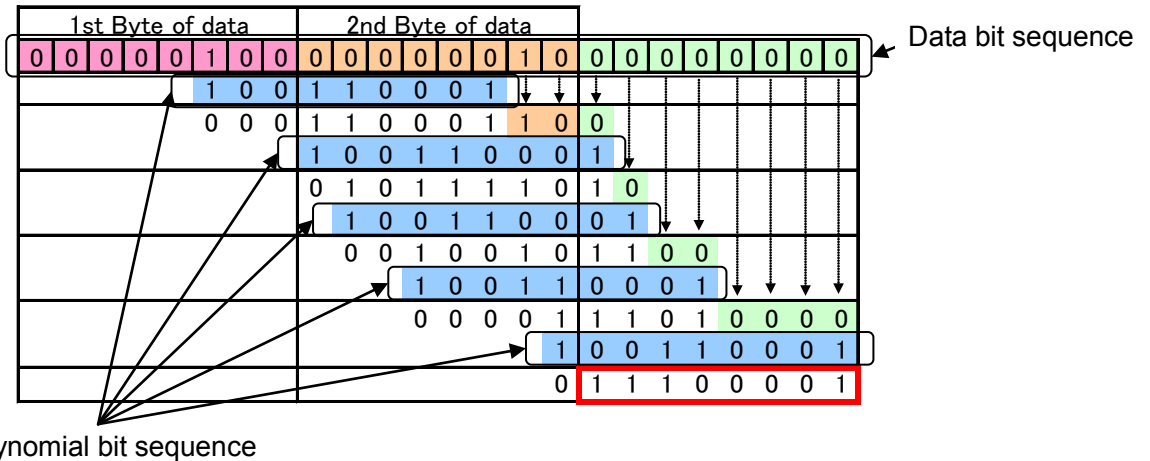 1st Byte of data 2nd Byte of data
Data bit sequence
0 0 0 0 0 1 0 0 0 0 0 0 0 0 1 0 0 0 0 0 0 0 0 0
1 0 0 1 1 0 0 0 1
0 0 0 1 1 0 0 0 1 1 0 0
1 0 0 1 1 0 0 0 1
0 1 0 1 1 1 1 0 1 0
1 0 0 1 1 0 0 0 1
0 0 1 0 0 1 0 1 1 0 0
1 0 0 1 1 0 0 0 1
0 0 0 0 1 1 1 0 1 0 0 0 0
1 0 0 1 1 0 0 0 1
0 1 1 1 0 0 0 0 1
ynomial bit sequence